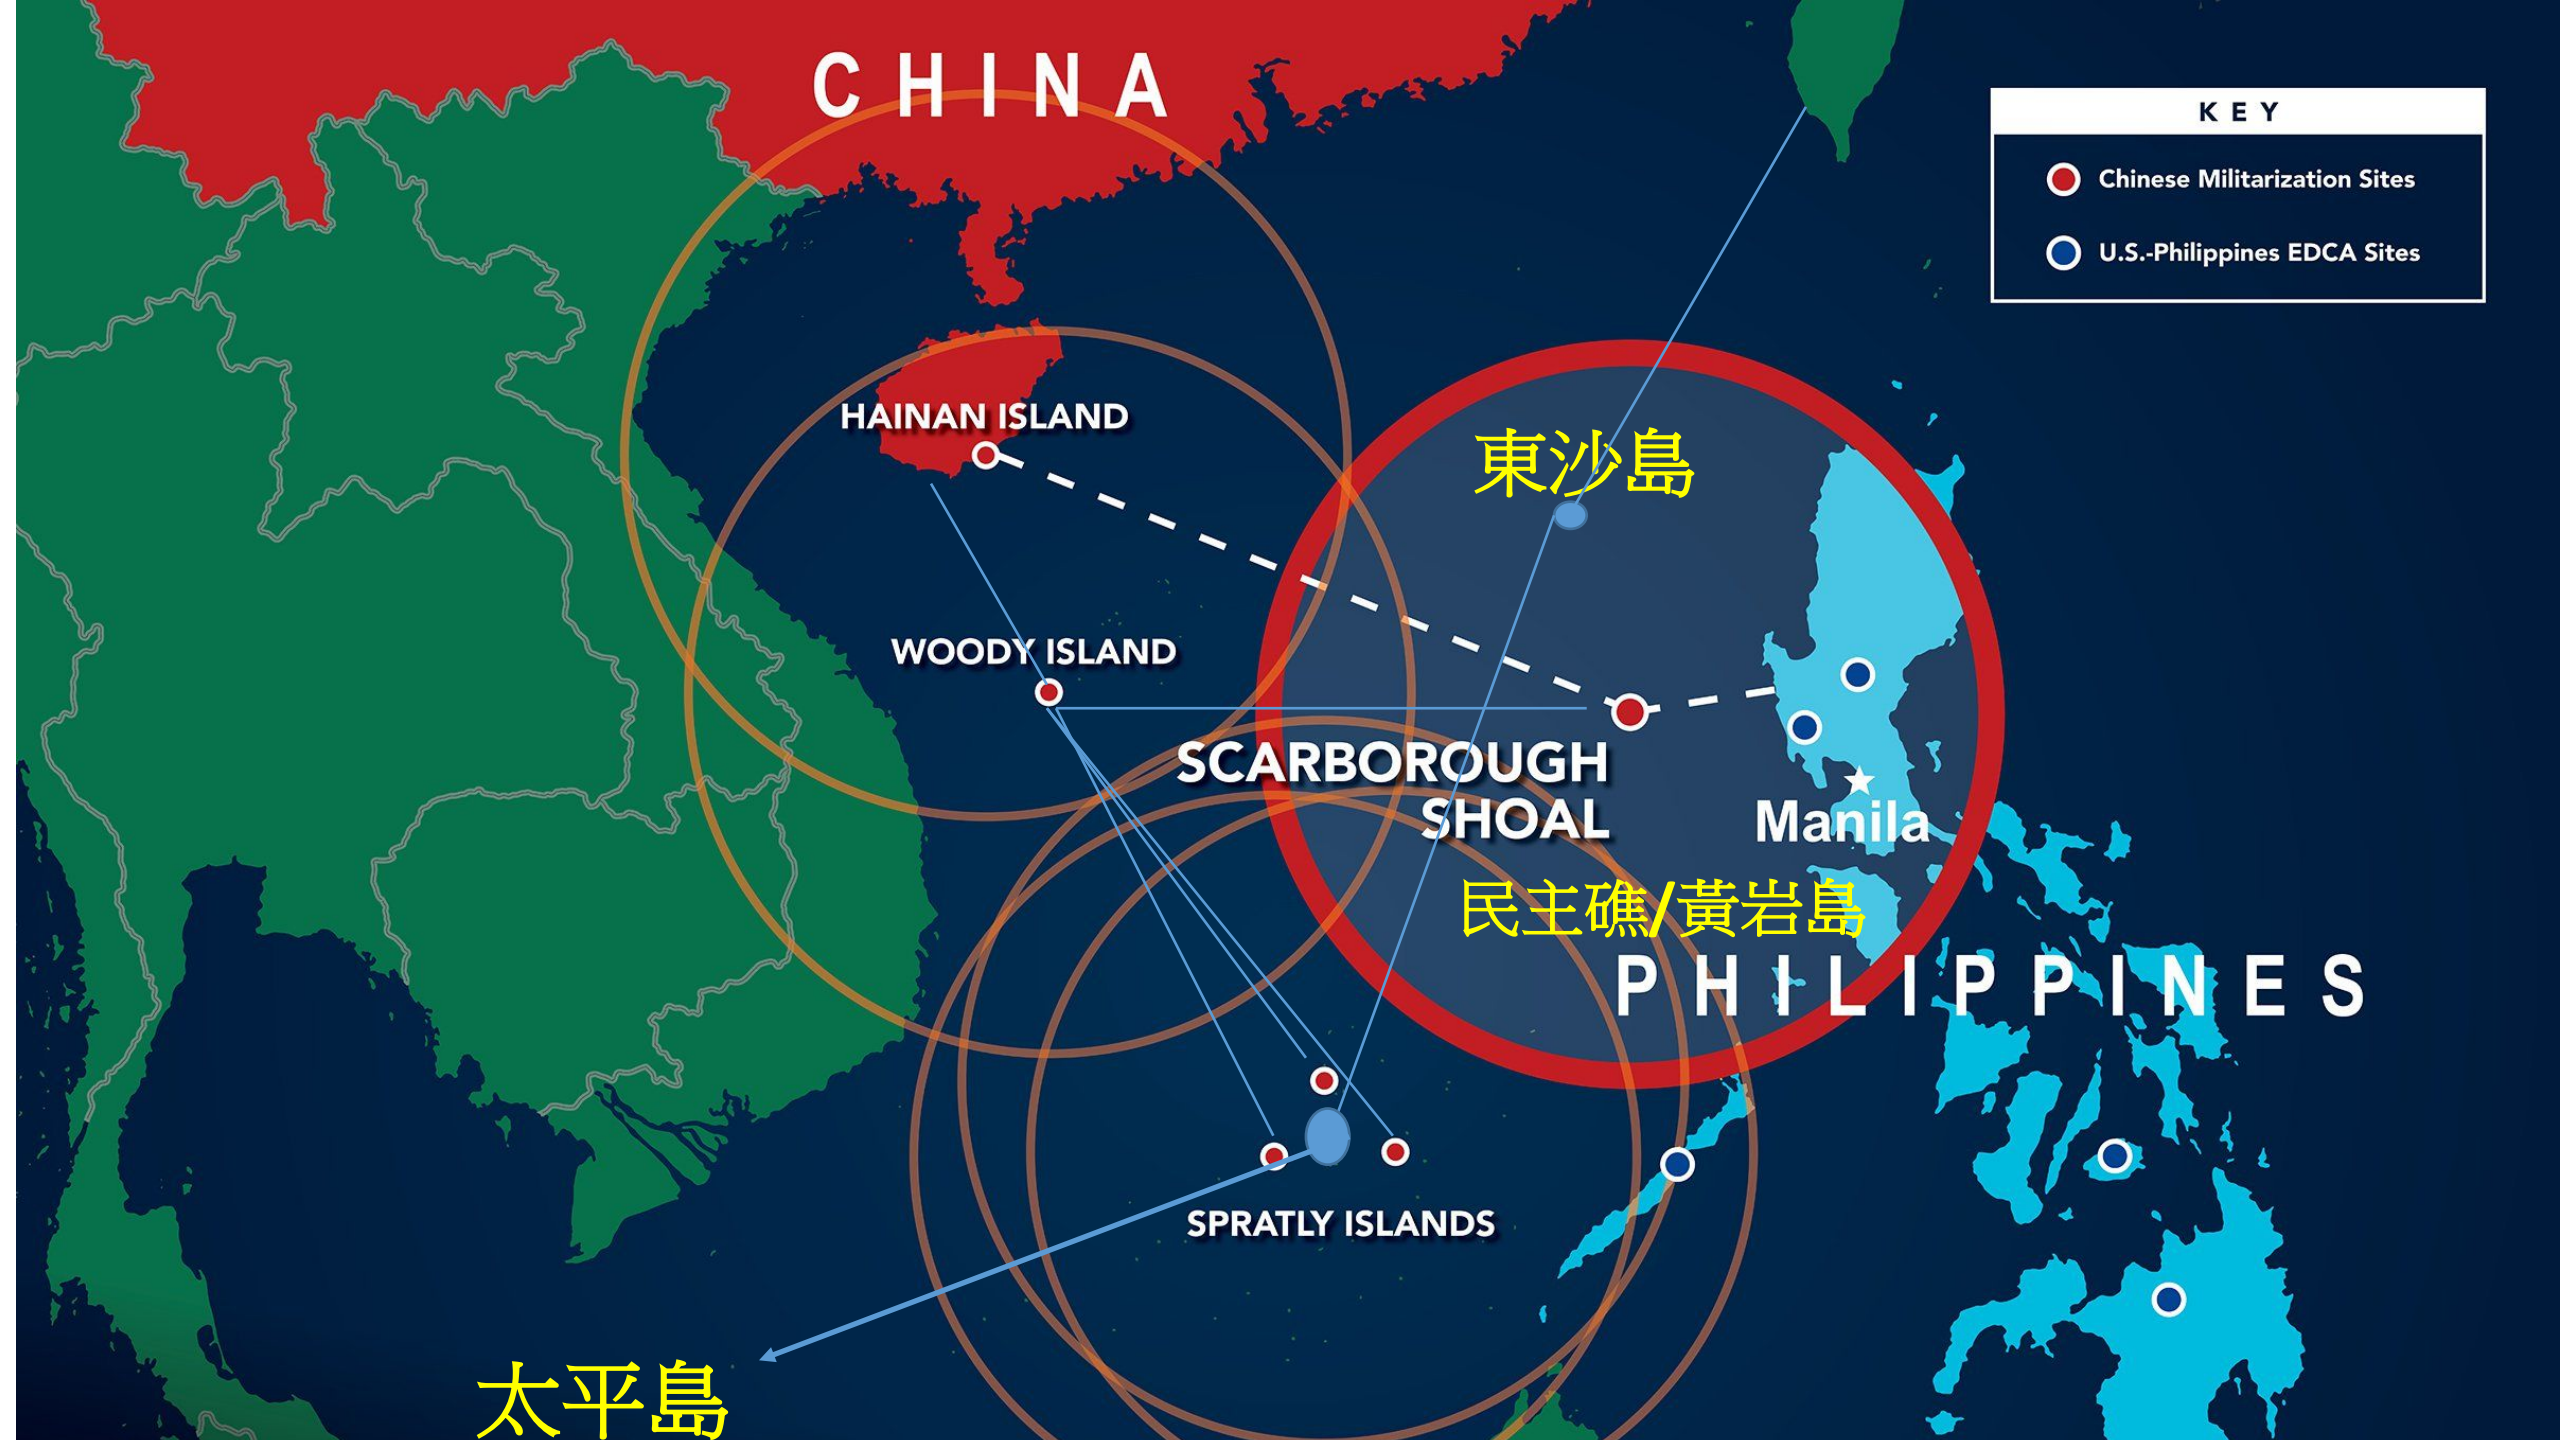 CHINA
KEY
Chinese Militarization Sites
U.S.-Philippines EDCA Sites
HAINAN ISLAND
東沙島
WOODY ISLAND
SCARBOROUGH
SHOAL
Manila
民主礁/黃岩島
PHILIPPINES
SPRATLY ISLANDS
太平島